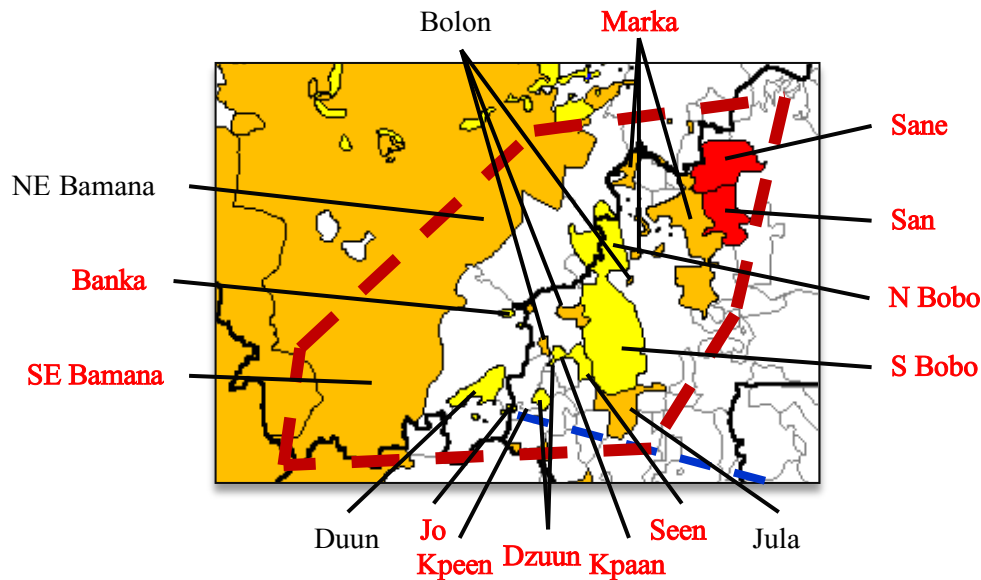 Bolon
Marka
Sane
NE Bamana
San
Banka
N Bobo
SE Bamana
S Bobo
Duun
Jo
Kpeen
Dzuun
Kpaan
Seen
Jula